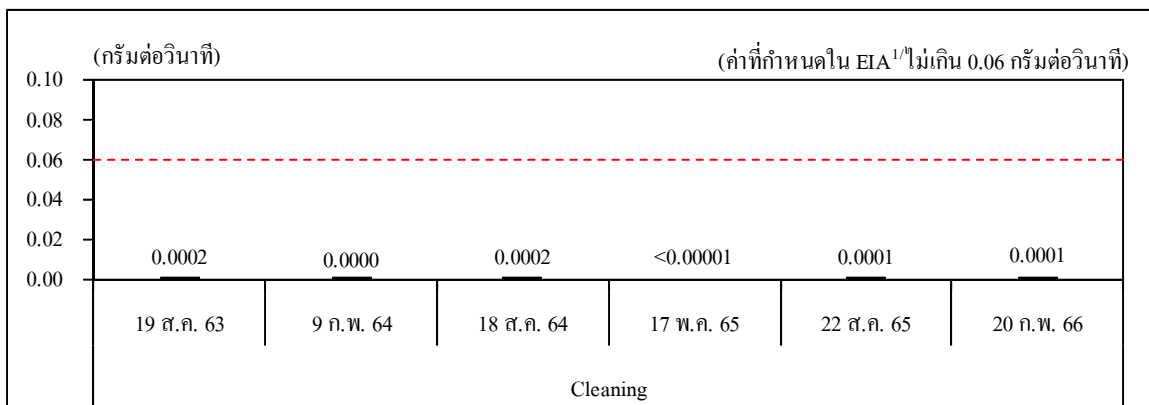 (กรัมต่อวินาที) (ค่าที่กำหนดใน EIA1/ไม่เกิน 0.06 กรัมต่อวินาที)
0.10
0.08
0.06
0.04
0.02
0.00
0.0002 0.0000 0.0002 <0.00001 0.0001 0.0001
19 ส.ค. 63 9 ก.พ. 64 18 ส.ค. 64 17 พ.ค. 65 22 ส.ค. 65 20 ก.พ. 66
Cleaning